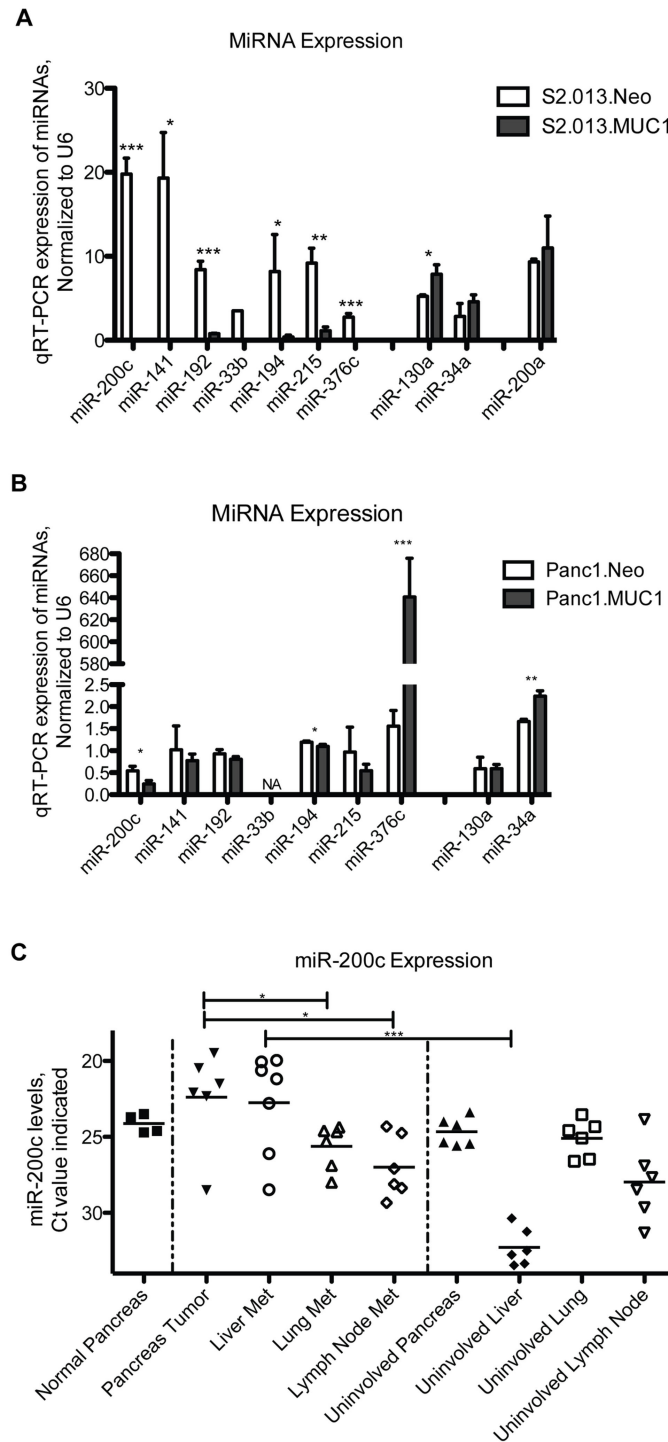 A
MiRNA Expression
qRT-PCR expression of miRNAs,
Normalized to U6
30
20
10
0
S2.013.Neo
S2.013.MUC1
***
*
***
*
**
***
*
miR-200c
miR-141
miR-192
miR-33b
miR-194
miR-215
miR-376c
miR-130a
miR-34a
miR-200a
B
MiRNA Expression
qRT-PCR expression of miRNAs,
Normalized to U6
680
660
640
620
600
580
2.5
2.0
1.5
1.0
0.5
0.0
Panc1.Neo
Panc1.MUC1
***
**
*
*
NA
miR-200c
miR-141
miR-192
miR-33b
miR-194
miR-215
miR-376c
miR-130a
miR-34a
C
miR-200c Expression
*
*
***
miR-200c levels,
Ct value indicated
20
25
30
Normal Pancreas
Pancreas Tumor
Liver Met
Lung Met
Lymph Node Met
Uninvolved Pancreas
Uninvolved Liver
Uninvolved Lung
Uninvolved Lymph Node